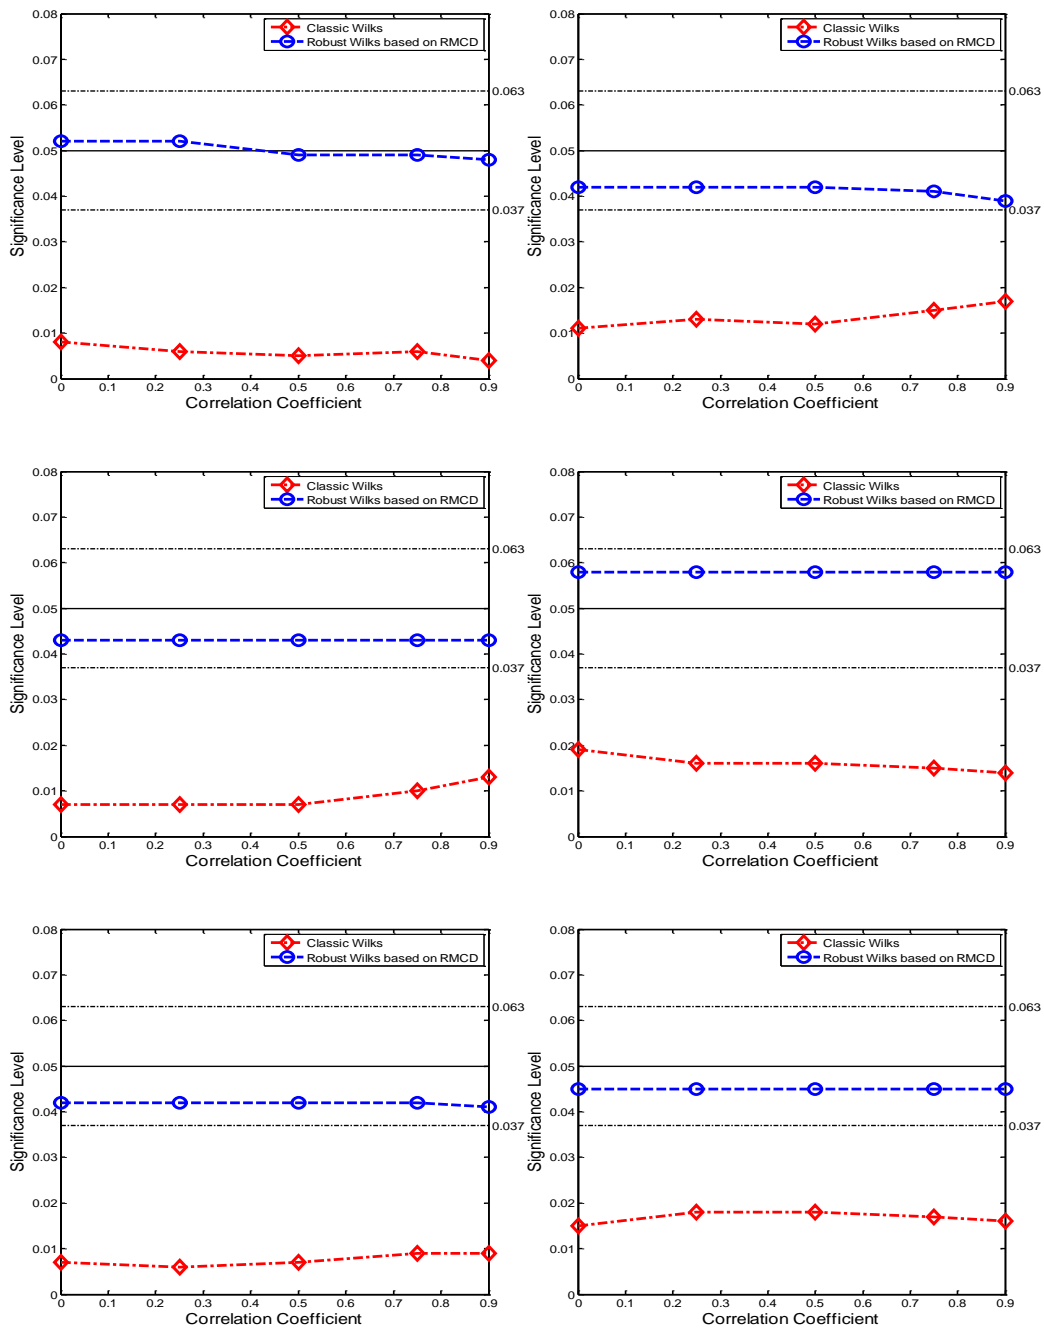 0.08
0.07
0.06
0.05
0.04
0.03
0.02
0.01
0
Significance Level
Classic Wilks
Robust Wilks based on RMCD
0.063
0.037
0 0.1 0.2 0.3 0.4 0.5 0.6 0.7 0.8 0.9
Correlation Coefficient
0.08
0.07
0.06
0.05
0.04
0.03
0.02
0.01
0
Significance Level
Classic Wilks
Robust Wilks based on RMCD
0.063
0.037
0 0.1 0.2 0.3 0.4 0.5 0.6 0.7 0.8 0.9
Correlation Coefficient
0.08
0.07
0.06
0.05
0.04
0.03
0.02
0.01
0
Significance Level
Classic Wilks
Robust Wilks based on RMCD
0.063
0.037
0 0.1 0.2 0.3 0.4 0.5 0.6 0.7 0.8 0.9
Correlation Coefficient
0.08
0.07
0.06
0.05
0.04
0.03
0.02
0.01
0
Significance Level
Classic Wilks
Robust Wilks based on RMCD
0.063
0.037
0 0.1 0.2 0.3 0.4 0.5 0.6 0.7 0.8 0.9
Correlation Coefficient
0.08
0.07
0.06
0.05
0.04
0.03
0.02
0.01
0
Significance Level
Classic Wilks
Robust Wilks based on RMCD
0.063
0.037
0 0.1 0.2 0.3 0.4 0.5 0.6 0.7 0.8 0.9
Correlation Coefficient
0.08
0.07
0.06
0.05
0.04
0.03
0.02
0.01
0
Significance Level
Classic Wilks
Robust Wilks based on RMCD
0.063
0.037
0 0.1 0.2 0.3 0.4 0.5 0.6 0.7 0.8 0.9
Correlation Coefficient